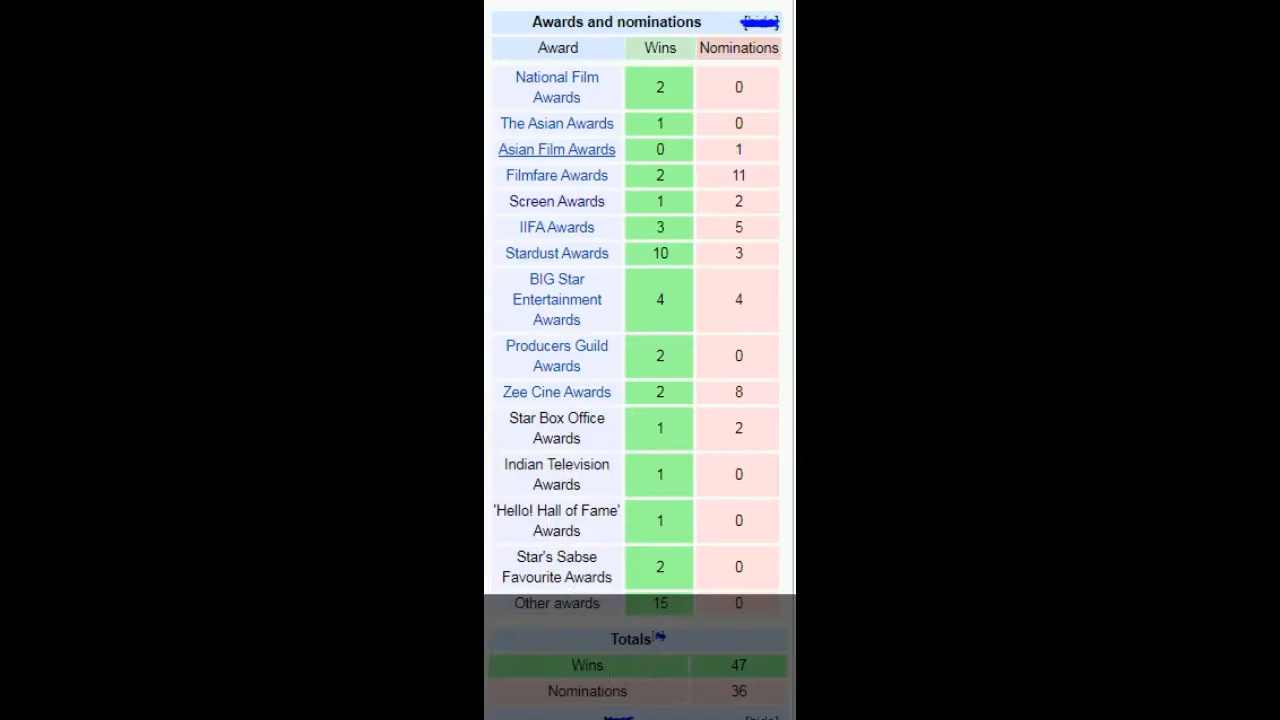 Awards and nominations [hide]
Award Wins Nominations
National Film
Awards 2 0
The Asian Awards 1 0
Asian Film Awards 0 1
Filmfare Awards 2 11
Screen Awards 1 2
IIFA Awards 3 5
Stardust Awards 10 3
BIG Star
Entertainment 4 4
Awards
Producers Guild
Awards 2 0
Zee Cine Awards 2 8
Star Box Office
Awards 1 2
Indian Television
Awards 1 0
'Hello! Hall of Fame'
Awards 1 0
Star's Sabse
Favourite Awards 2 0
Other awards 15 0
Totals
Wins 47
Nominations 36
[hide]